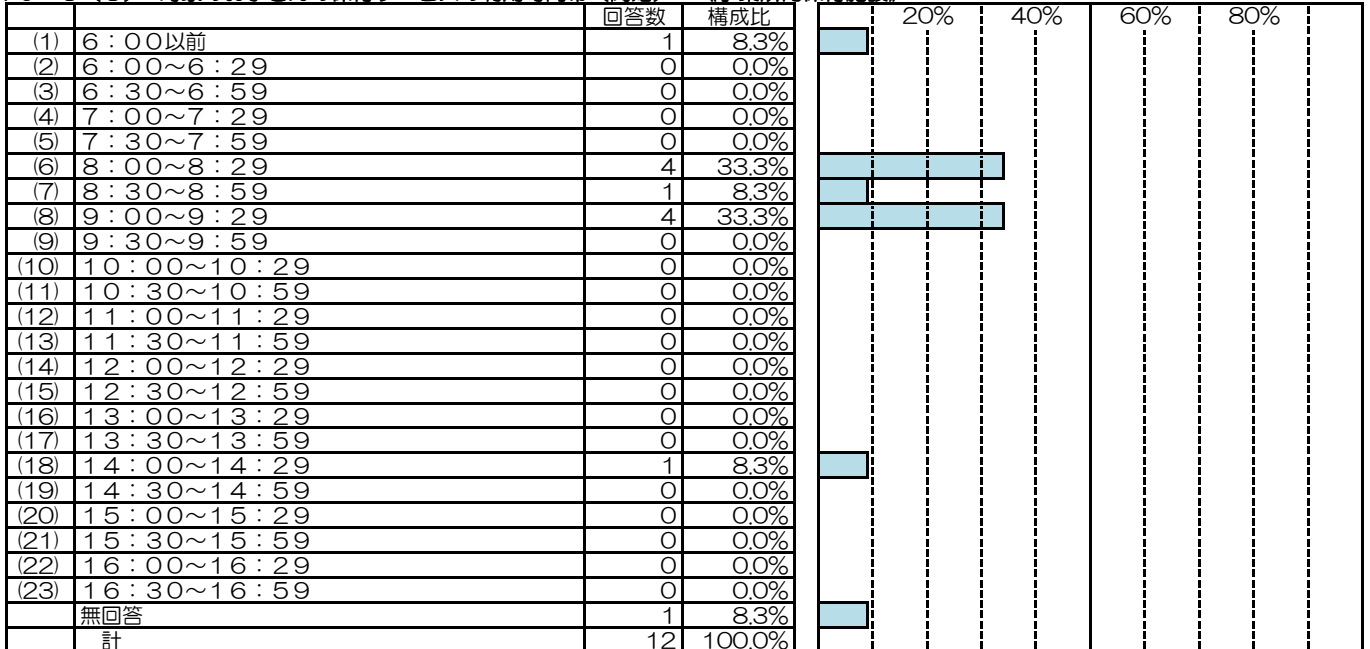 回答数 構成比 20% 40% 60% 80%
(1) 6：00以前 1 8.3%
(2) 6：00～6：29 0 0.0%
(3) 6：30～6：59 0 0.0%
(4) 7：00～7：29 0 0.0%
(5) 7：30～7：59 0 0.0%
(6) 8：00～8：29 4 33.3%
(7) 8：30～8：59 1 8.3%
(8) 9：00～9：29 4 33.3%
(9) 9：30～9：59 0 0.0%
(10) 10：00～10：29 0 0.0%
(11) 10：30～10：59 0 0.0%
(12) 11：00～11：29 0 0.0%
(13) 11：30～11：59 0 0.0%
(14) 12：00～12：29 0 0.0%
(15) 12：30～12：59 0 0.0%
(16) 13：00～13：29 0 0.0%
(17) 13：30～13：59 0 0.0%
(18) 14：00～14：29 1 8.3%
(19) 14：30～14：59 0 0.0%
(20) 15：00～15：29 0 0.0%
(21) 15：30～15：59 0 0.0%
(22) 16：00～16：29 0 0.0%
(23) 16：30～16：59 0 0.0%
無回答 1 8.3%
計 12 100.0%